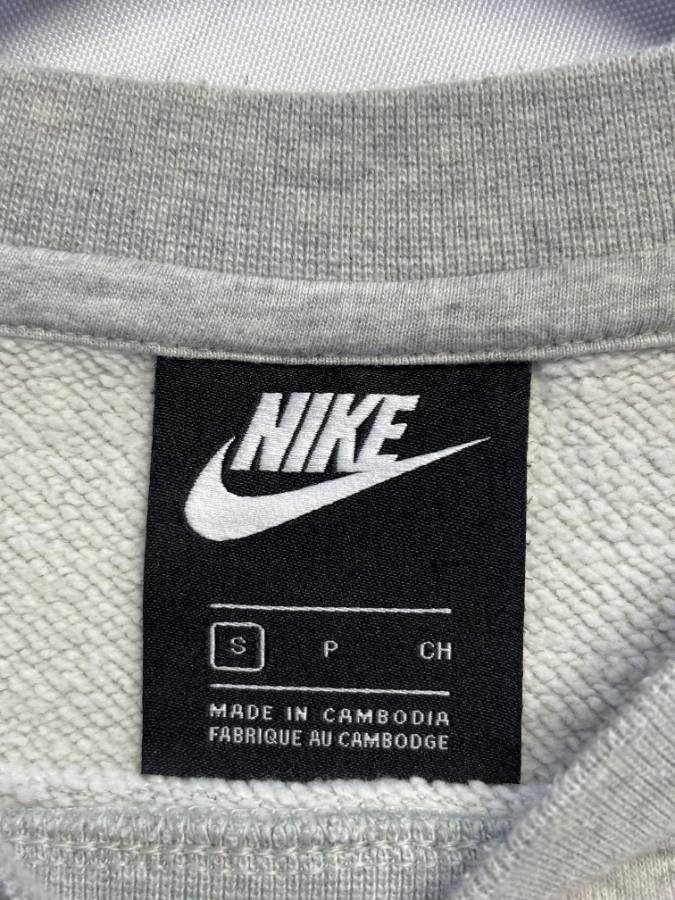 NIKE
S P CH
MADE IN CAMBODIA
FABRIQUE AU CAMBODGE